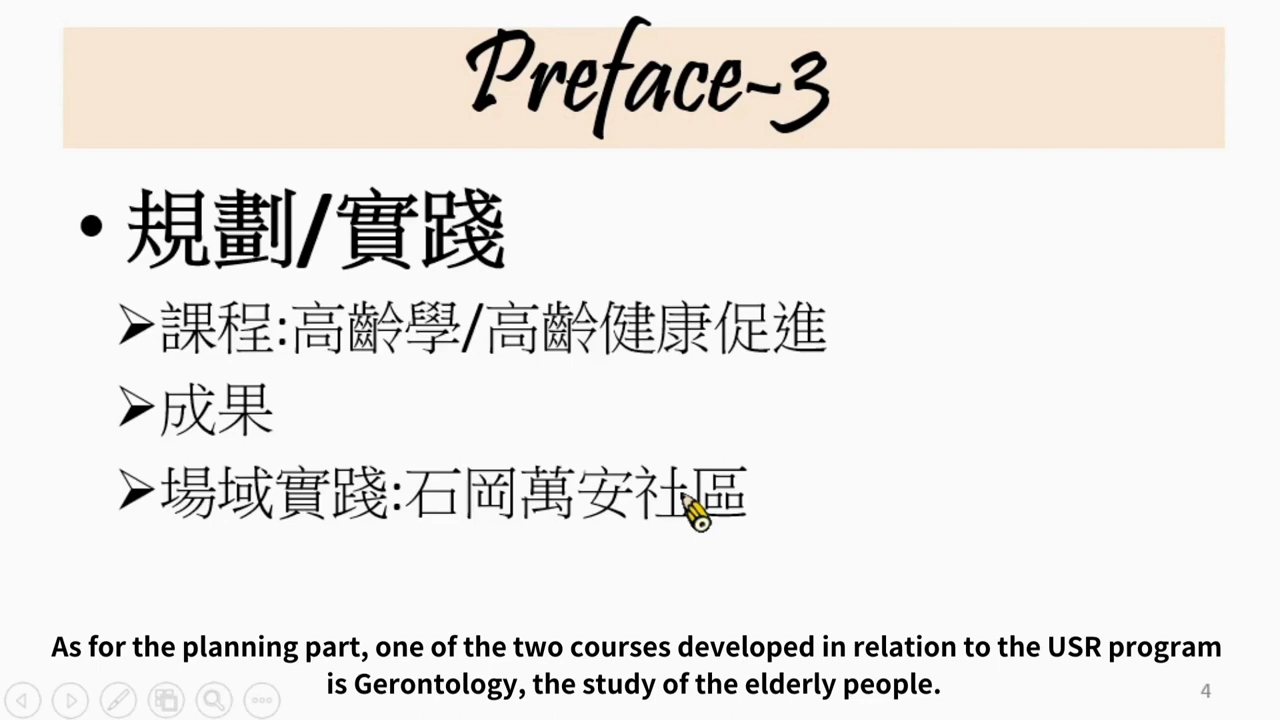 Preface-3
• 規劃/實踐
➢課程:高齡學/高齡健康促進
➢成果
➢場域實踐:石岡萬安社區
As for the planning part, one of the two courses developed in relation to the USR program
is Gerontology, the study of the elderly people.
4